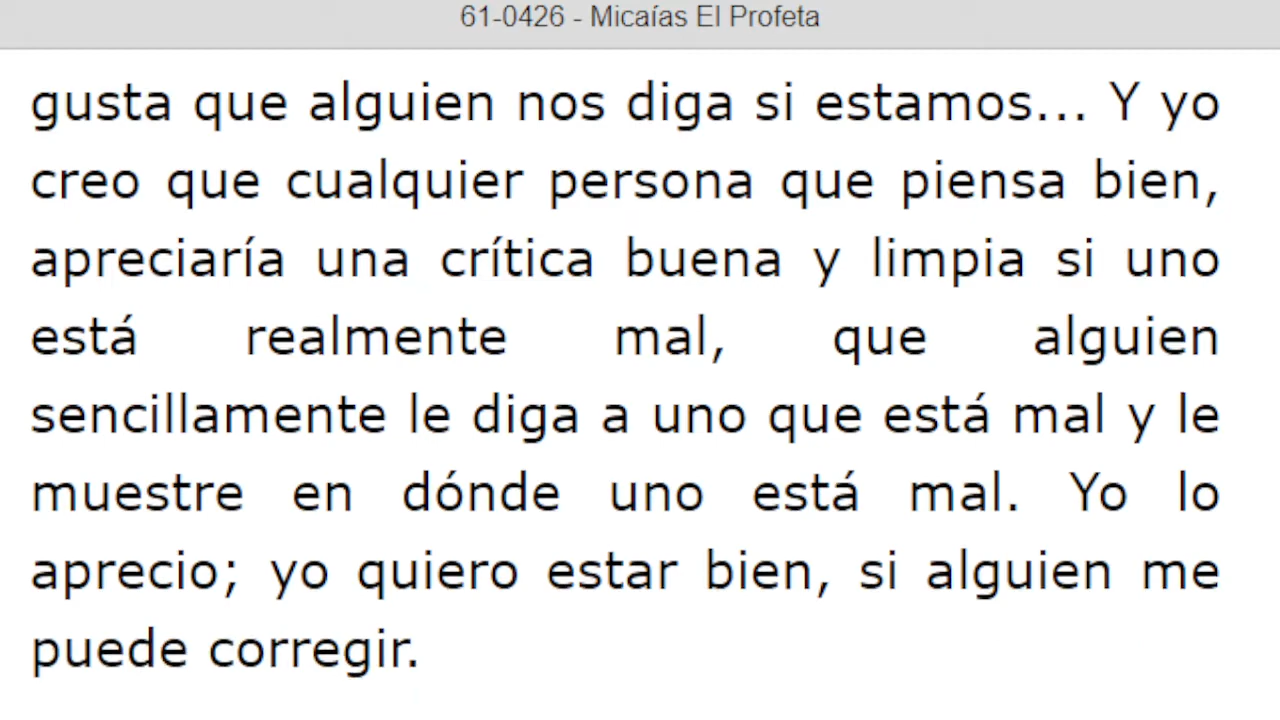 61-0426 - Micaías El Profeta
gusta que alguien nos diga si estamos... Y yo
creo que cualquier persona que piensa bien,
apreciaría una crítica buena y limpia si uno
está realmente mal, que alguien
sencillamente le diga a uno que está mal y le
muestre en dónde uno está mal. Yo lo
aprecio; yo quiero estar bien, si alguien me
puede corregir.